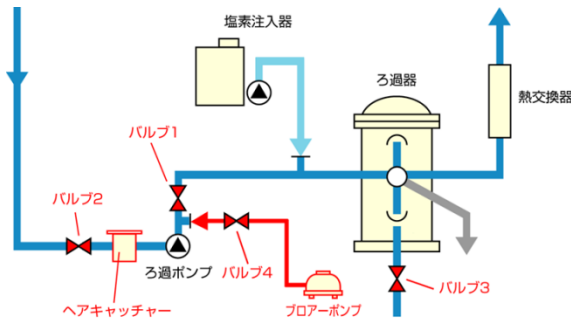 塩素注入器
ろ過器
熱交換器
バルブ1
バルブ2
ろ過ポンプ
バルブ4
バルブ3
ヘアキャッチャー
ブロアーポンプ